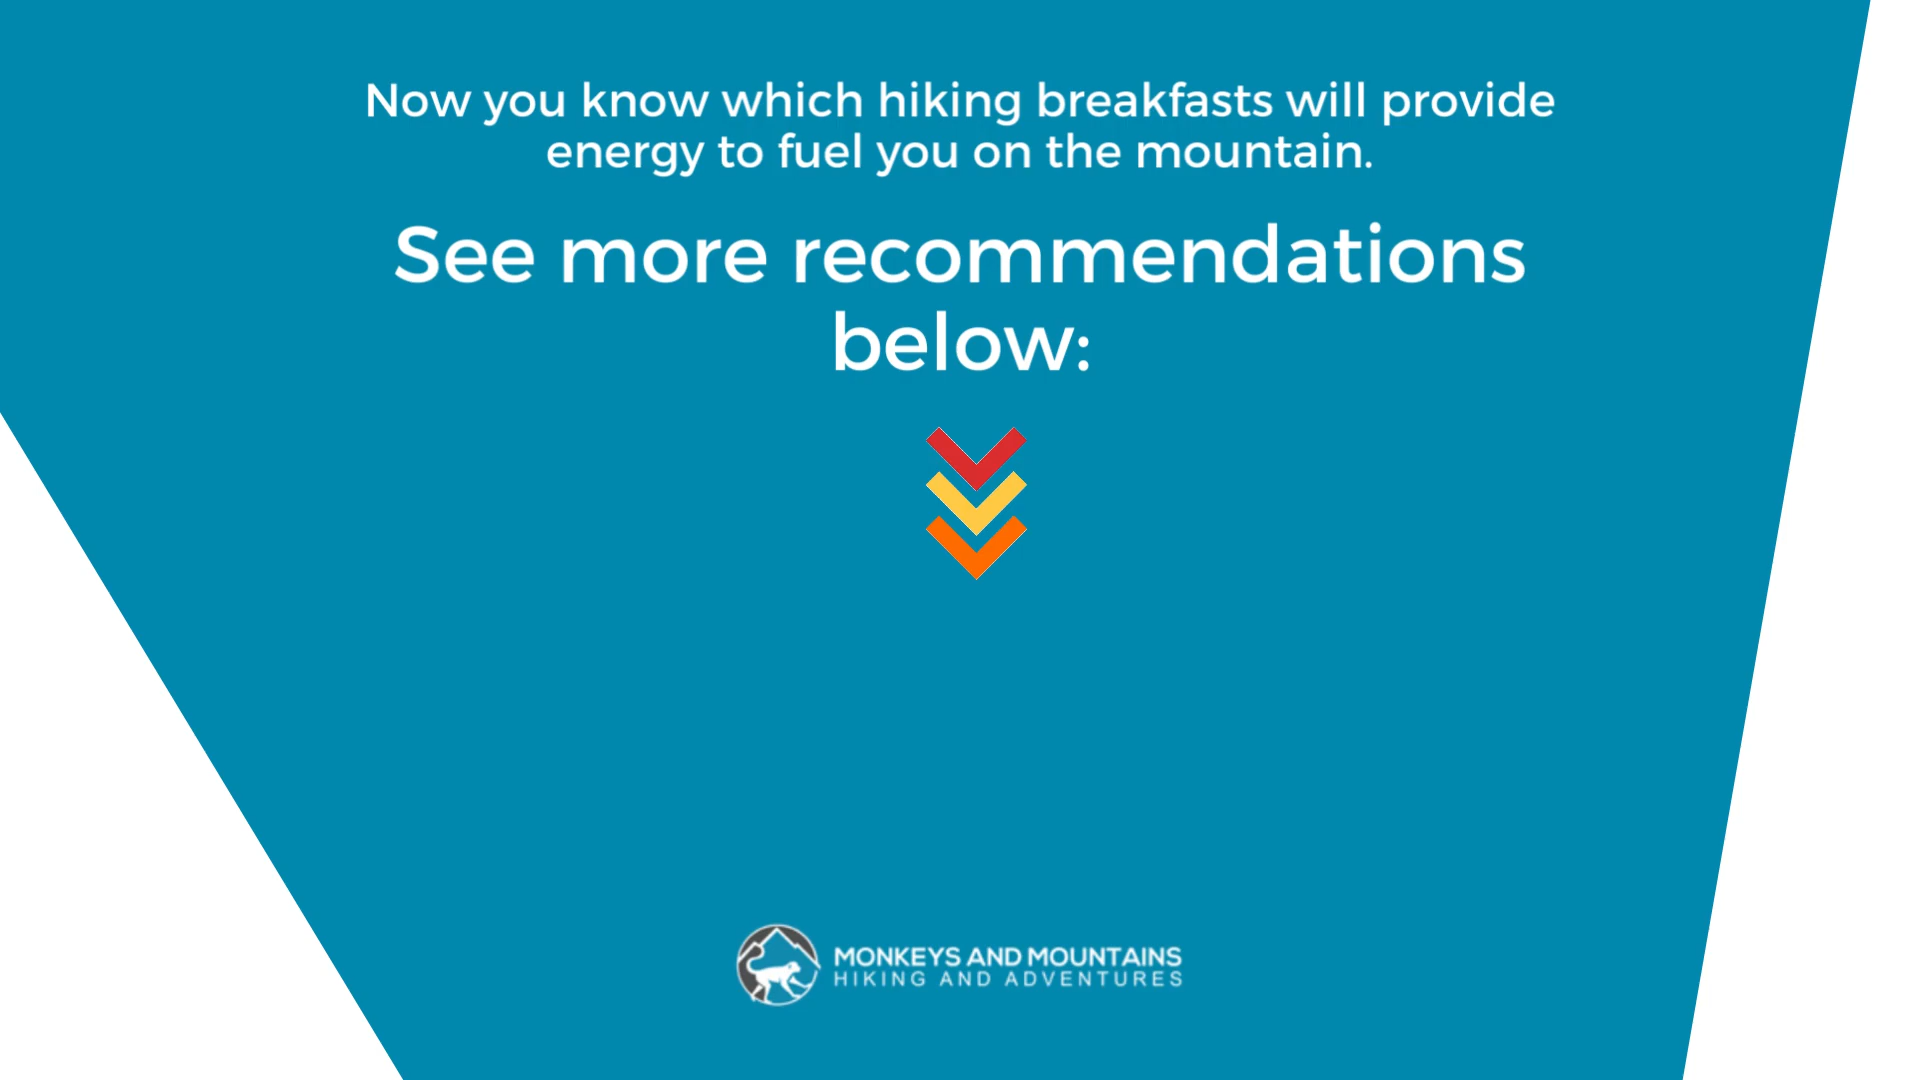 Now you know which hiking breakfasts will provide
energy to fuel you on the mountain.
See more recommendations
below:
MONKEYS AND MOUNTAINS
HIKING AND ADVENTURES